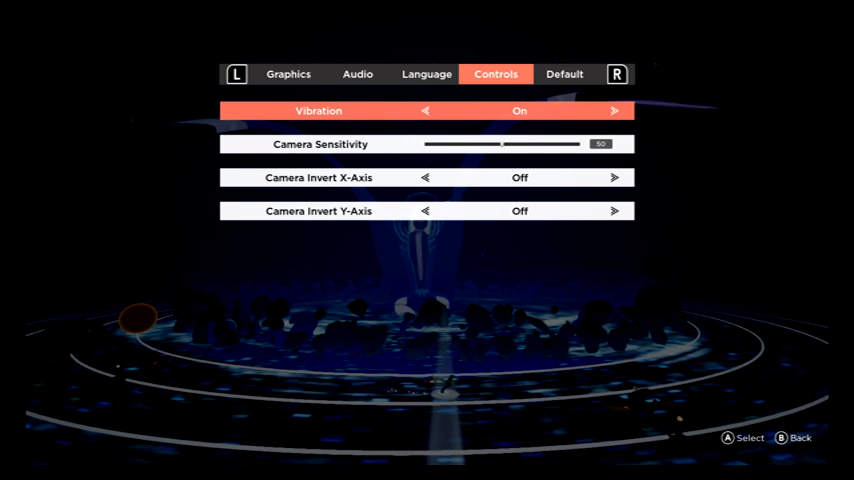 L Graphics Audio Language Controls Default R
Vibration On
Camera Sensitivity 50
Camera Invert X-Axis Off
Camera Invert Y-Axis Off
A Select B Back